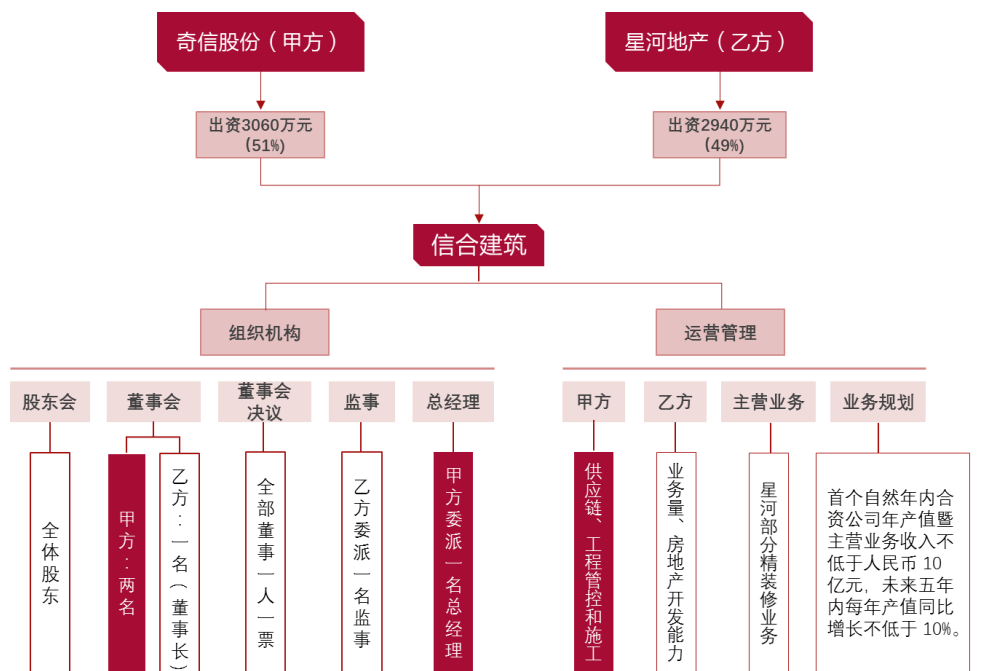 奇信股份（甲方）
星河地产（乙方）
出资3060万元
(51%)
出资2940万元
(49%)
信合建筑
组织机构
运营管理
股东会
董事会
董事会
决议
监事
总经理
甲方
乙方
主营业务
业务规划
全体股东
甲方：两名
乙方：一名（董事长）
全部董事一人一票
乙方委派一名监事
甲方委派一名总经理
供应链、工程管控和施工
业务量、房地产开发能力
星河部分精装修业务
首个自然年内合
资公司年产值暨
主营业务收入不
低于人民币 10
亿元，未来五年
内每年产值同比
增长不低于 10%。